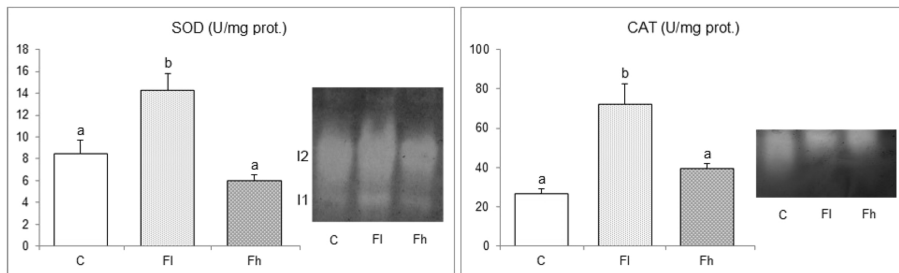 SOD (U/mg prot.)
18
16
14
12
10
8
6
4
2
0
a
b
a
C
Fl
Fh
I2
I1
C
Fl
Fh
CAT (U/mg prot.)
100
80
60
40
20
0
a
b
a
C
Fl
Fh
C
Fl
Fh